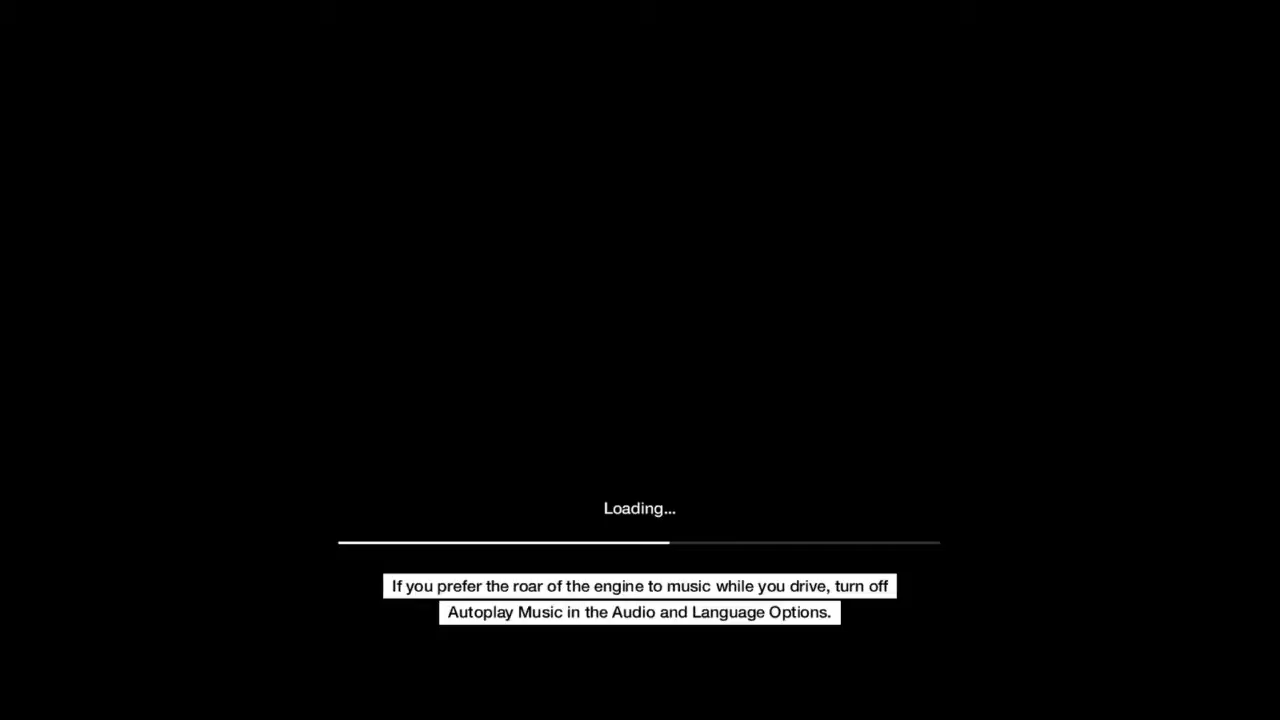 Loading...
If you prefer the roar of the engine to music while you drive, turn off
Autoplay Music in the Audio and Language Options.